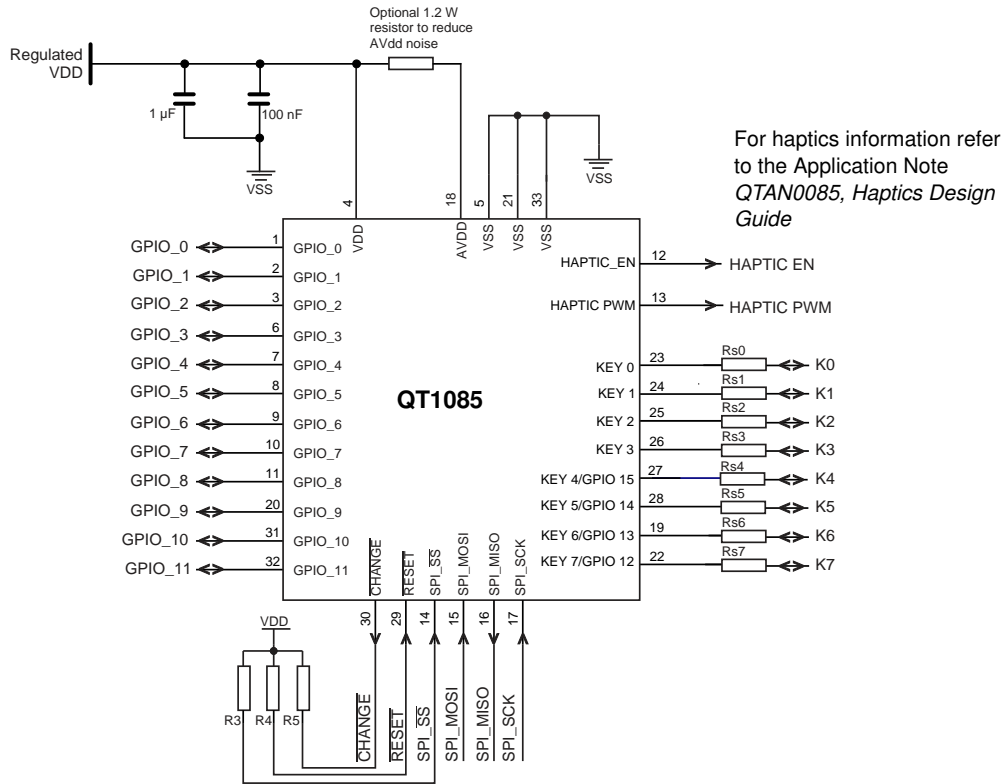 Optional 1.2 W
resistor to reduce
AVdd noise
Regulated
VDD
1 µF
100 nF
VSS
VSS
For haptics information refer
to the Application Note
QTAN0085, Haptics Design
Guide
4
18
5
21
33
VDD
AVDD
VSS
VSS
VSS
GPIO_0 1 GPIO_0
GPIO_1 2 GPIO_1
GPIO_2 3 GPIO_2
GPIO_3 6 GPIO_3
GPIO_4 7 GPIO_4
GPIO_5 8 GPIO_5
GPIO_6 9 GPIO_6
GPIO_7 10 GPIO_7
GPIO_8 11 GPIO_8
GPIO_9 20 GPIO_9
GPIO_10 31 GPIO_10
GPIO_11 32 GPIO_11
QT1085
HAPTIC_EN 12 HAPTIC EN
HAPTIC PWM 13 HAPTIC PWM
KEY 0 23 Rs0 K0
KEY 1 24 Rs1 K1
KEY 2 25 Rs2 K2
KEY 3 26 Rs3 K3
KEY 4/GPIO 15 27 Rs4 K4
KEY 5/GPIO 14 28 Rs5 K5
KEY 6/GPIO 13 19 Rs6 K6
KEY 7/GPIO 12 22 Rs7 K7
CHANGE
RESET
SPI_SS
SPI_MOSI
SPI_MISO
SPI_SCK
30
29
14
15
16
17
VDD
R3
R4
R5
CHANGE
RESET
SPI_SS
SPI_MOSI
SPI_MISO
SPI_SCK